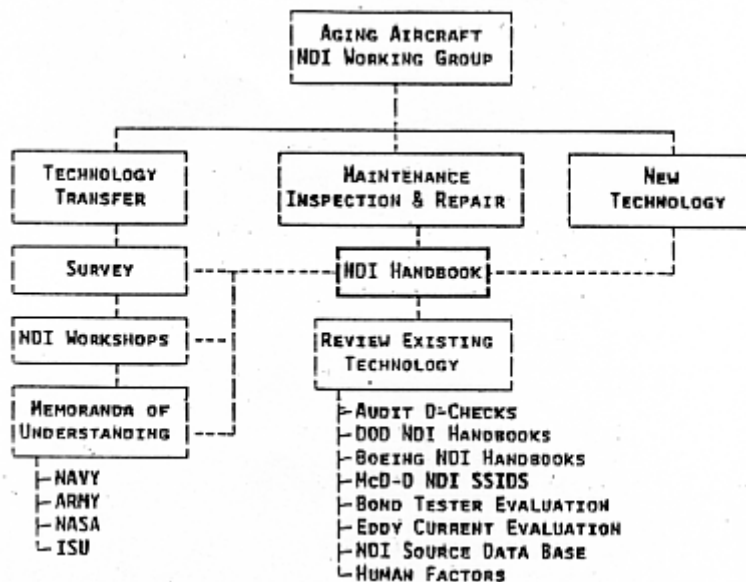 AGING AIRCRAFT
NDI WORKING GROUP
TECHNOLOGY
TRANSFER
MAINTENANCE
INSPECTION & REPAIR
NEW
TECHNOLOGY
SURVEY
NDI HANDBOOK
NDI WORKSHOPS
REVIEW EXISTING
TECHNOLOGY
MEMORANDA OF
UNDERSTANDING
NAVY
ARMY
NASA
ISU
AUDIT D-CHECKS
DOD NDI HANDBOOKS
BOEING NDI HANDBOOKS
McD-D NDI SSIDS
BOND TESTER EVALUATION
EDDY CURRENT EVALUATION
NDI SOURCE DATA BASE
HUMAN FACTORS